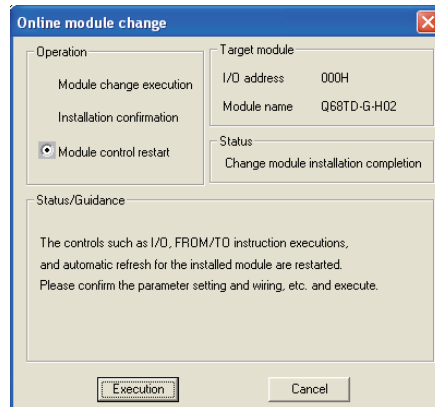 Online module change
Operation
Module change execution
Installation confirmation
Module control restart
Target module
I/O address 000H
Module name Q68TD-G-H02
Status
Change module installation completion
Status/Guidance
The controls such as I/O, FROM/TO instruction executions,
and automatic refresh for the installed module are restarted.
Please confirm the parameter setting and wiring, etc. and execute.
Execution Cancel